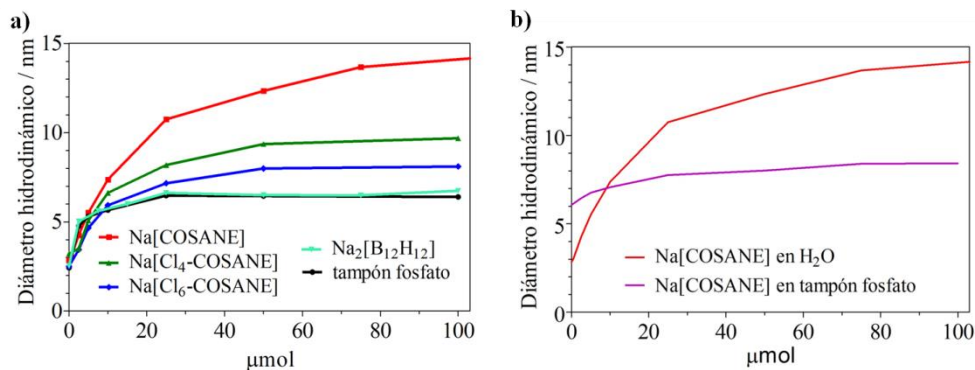 a)
Diámetro hidrodinámico / nm
15
10
5
0
0
20
40
60
80
100
µmol
Na[COSANE]
Na[Cl₄-COSANE]
Na[Cl₆-COSANE]
Na₂[B₁₂H₁₂]
tampón fosfato
b)
Diámetro hidrodinámico / nm
15
10
5
0
0
20
40
60
80
100
µmol
Na[COSANE] en H₂O
Na[COSANE] en tampón fosfato